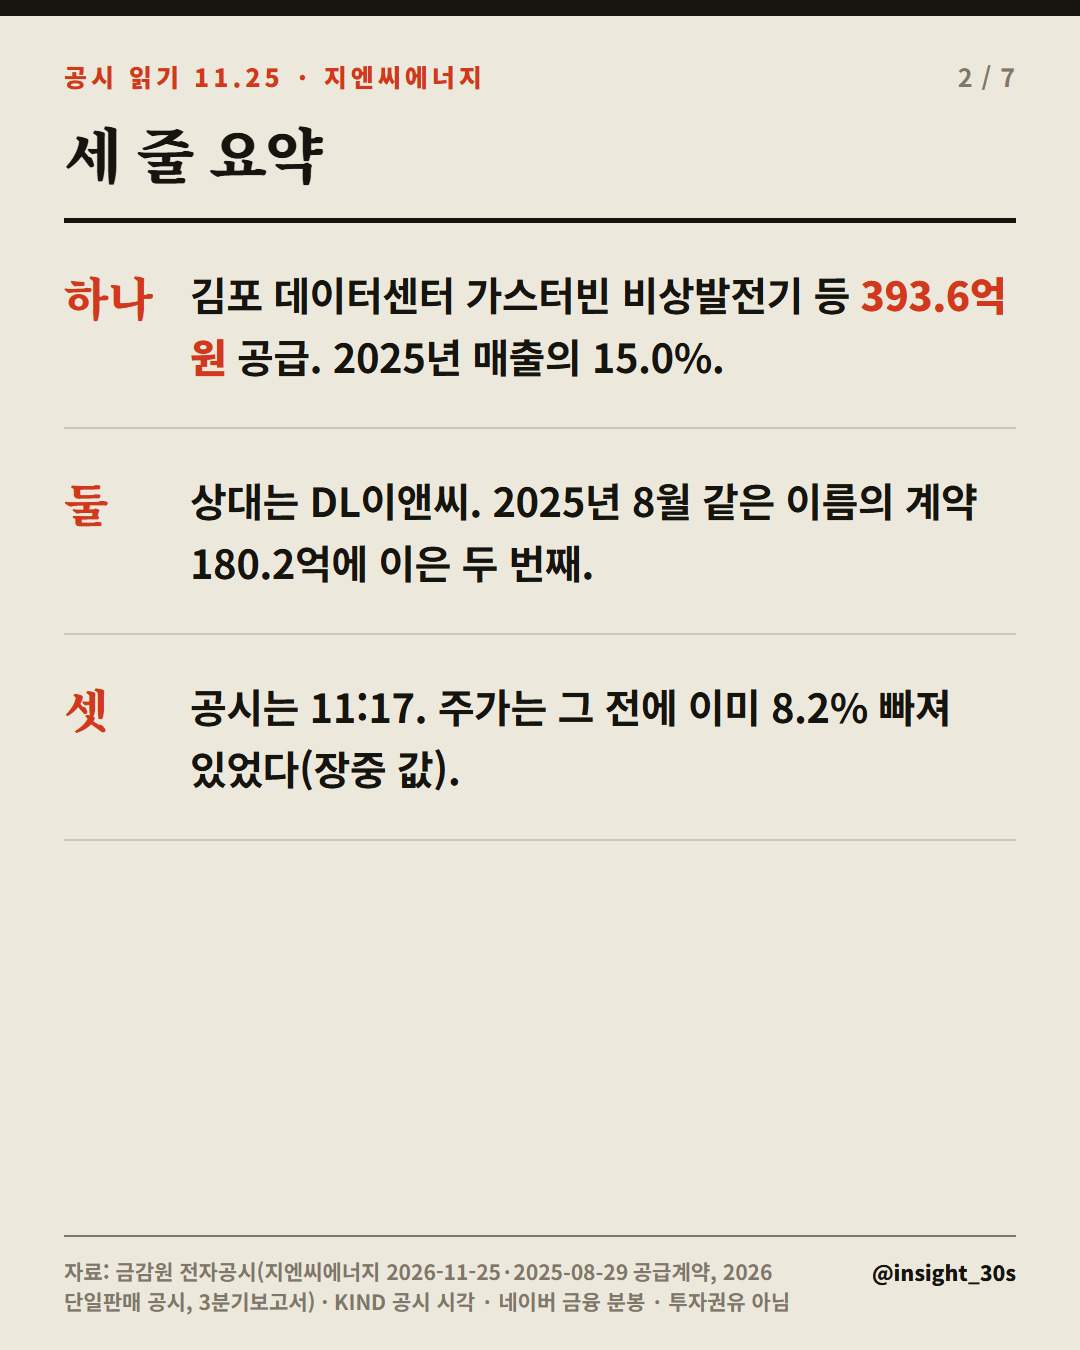 공시 읽기 11.25 · 지엔씨에너지
2 / 7
세 줄 요약
하나
김포 데이터센터 가스터빈 비상발전기 등 393.6억
원 공급. 2025년 매출의 15.0%.
둘
상대는 DL이앤씨. 2025년 8월 같은 이름의 계약
180.2억에 이은 두 번째.
셋
공시는 11:17. 주가는 그 전에 이미 8.2% 빠져
있었다(장중 값).
자료: 금감원 전자공시(지엔씨에너지 2026-11-25·2025-08-29 공급계약, 2026
단일판매 공시, 3분기보고서) · KIND 공시 시각 · 네이버 금융 분봉 · 투자권유 아님
@insight_30s